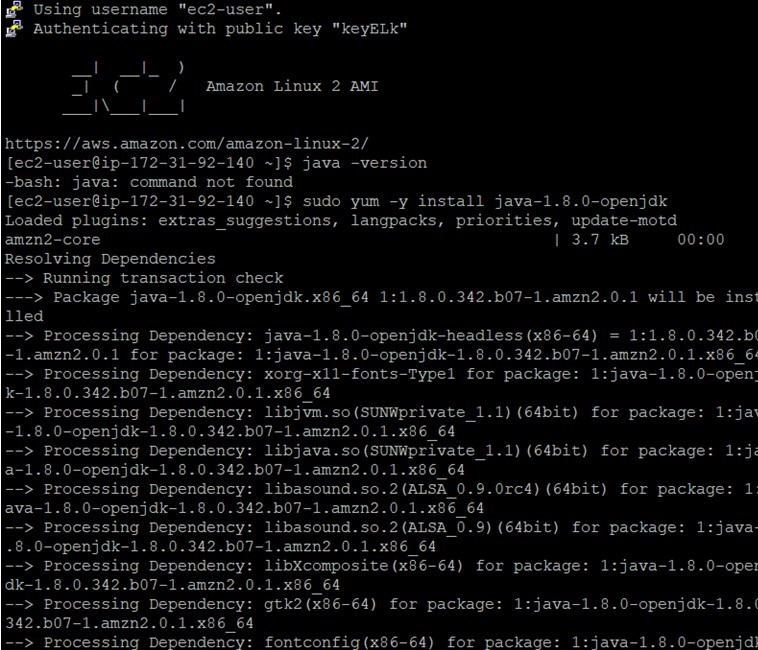 Using username "ec2-user".
Authenticating with public key "keyELk"
__|  __|_  )
_|  (     /   Amazon Linux 2 AMI
___|\___|___|
https://aws.amazon.com/amazon-linux-2/
[ec2-user@ip-172-31-92-140 ~]$ java -version
-bash: java: command not found
[ec2-user@ip-172-31-92-140 ~]$ sudo yum -y install java-1.8.0-openjdk
Loaded plugins: extras_suggestions, langpacks, priorities, update-motd
amzn2-core | 3.7 kB 00:00
Resolving Dependencies
--> Running transaction check
---> Package java-1.8.0-openjdk.x86_64 1:1.8.0.342.b07-1.amzn2.0.1 will be inst
lled
--> Processing Dependency: java-1.8.0-openjdk-headless(x86-64) = 1:1.8.0.342.b0
-1.amzn2.0.1 for package: 1:java-1.8.0-openjdk-1.8.0.342.b07-1.amzn2.0.1.x86_64
--> Processing Dependency: xorg-x11-fonts-Type1 for package: 1:java-1.8.0-openj
k-1.8.0.342.b07-1.amzn2.0.1.x86_64
--> Processing Dependency: libjvm.so(SUNWprivate_1.1)(64bit) for package: 1:jav
-1.8.0-openjdk-1.8.0.342.b07-1.amzn2.0.1.x86_64
--> Processing Dependency: libjava.so(SUNWprivate_1.1)(64bit) for package: 1:ja
a-1.8.0-openjdk-1.8.0.342.b07-1.amzn2.0.1.x86_64
--> Processing Dependency: libasound.so.2(ALSA_0.9.0rc4)(64bit) for package: 1:
ava-1.8.0-openjdk-1.8.0.342.b07-1.amzn2.0.1.x86_64
--> Processing Dependency: libasound.so.2(ALSA_0.9)(64bit) for package: 1:java-
.8.0-openjdk-1.8.0.342.b07-1.amzn2.0.1.x86_64
--> Processing Dependency: libXcomposite(x86-64) for package: 1:java-1.8.0-open
dk-1.8.0.342.b07-1.amzn2.0.1.x86_64
--> Processing Dependency: gtk2(x86-64) for package: 1:java-1.8.0-openjdk-1.8.0
342.b07-1.amzn2.0.1.x86_64
--> Processing Dependency: fontconfig(x86-64) for package: 1:java-1.8.0-openjd